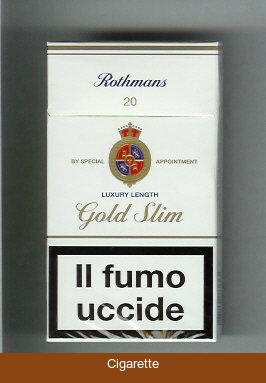 Rothmans
20
BY SPECIAL APPOINTMENT
LUXURY LENGTH
Gold Slim
Il fumo
uccide
Cigarette